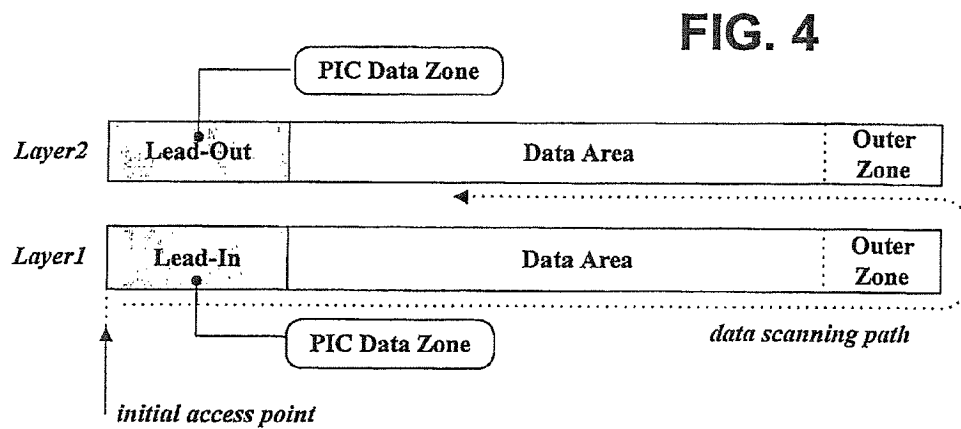 FIG. 4
PIC Data Zone
Layer2
Lead-Out
Data Area
Outer
Zone
Layer1
Lead-In
Data Area
Outer
Zone
data scanning path
PIC Data Zone
initial access point